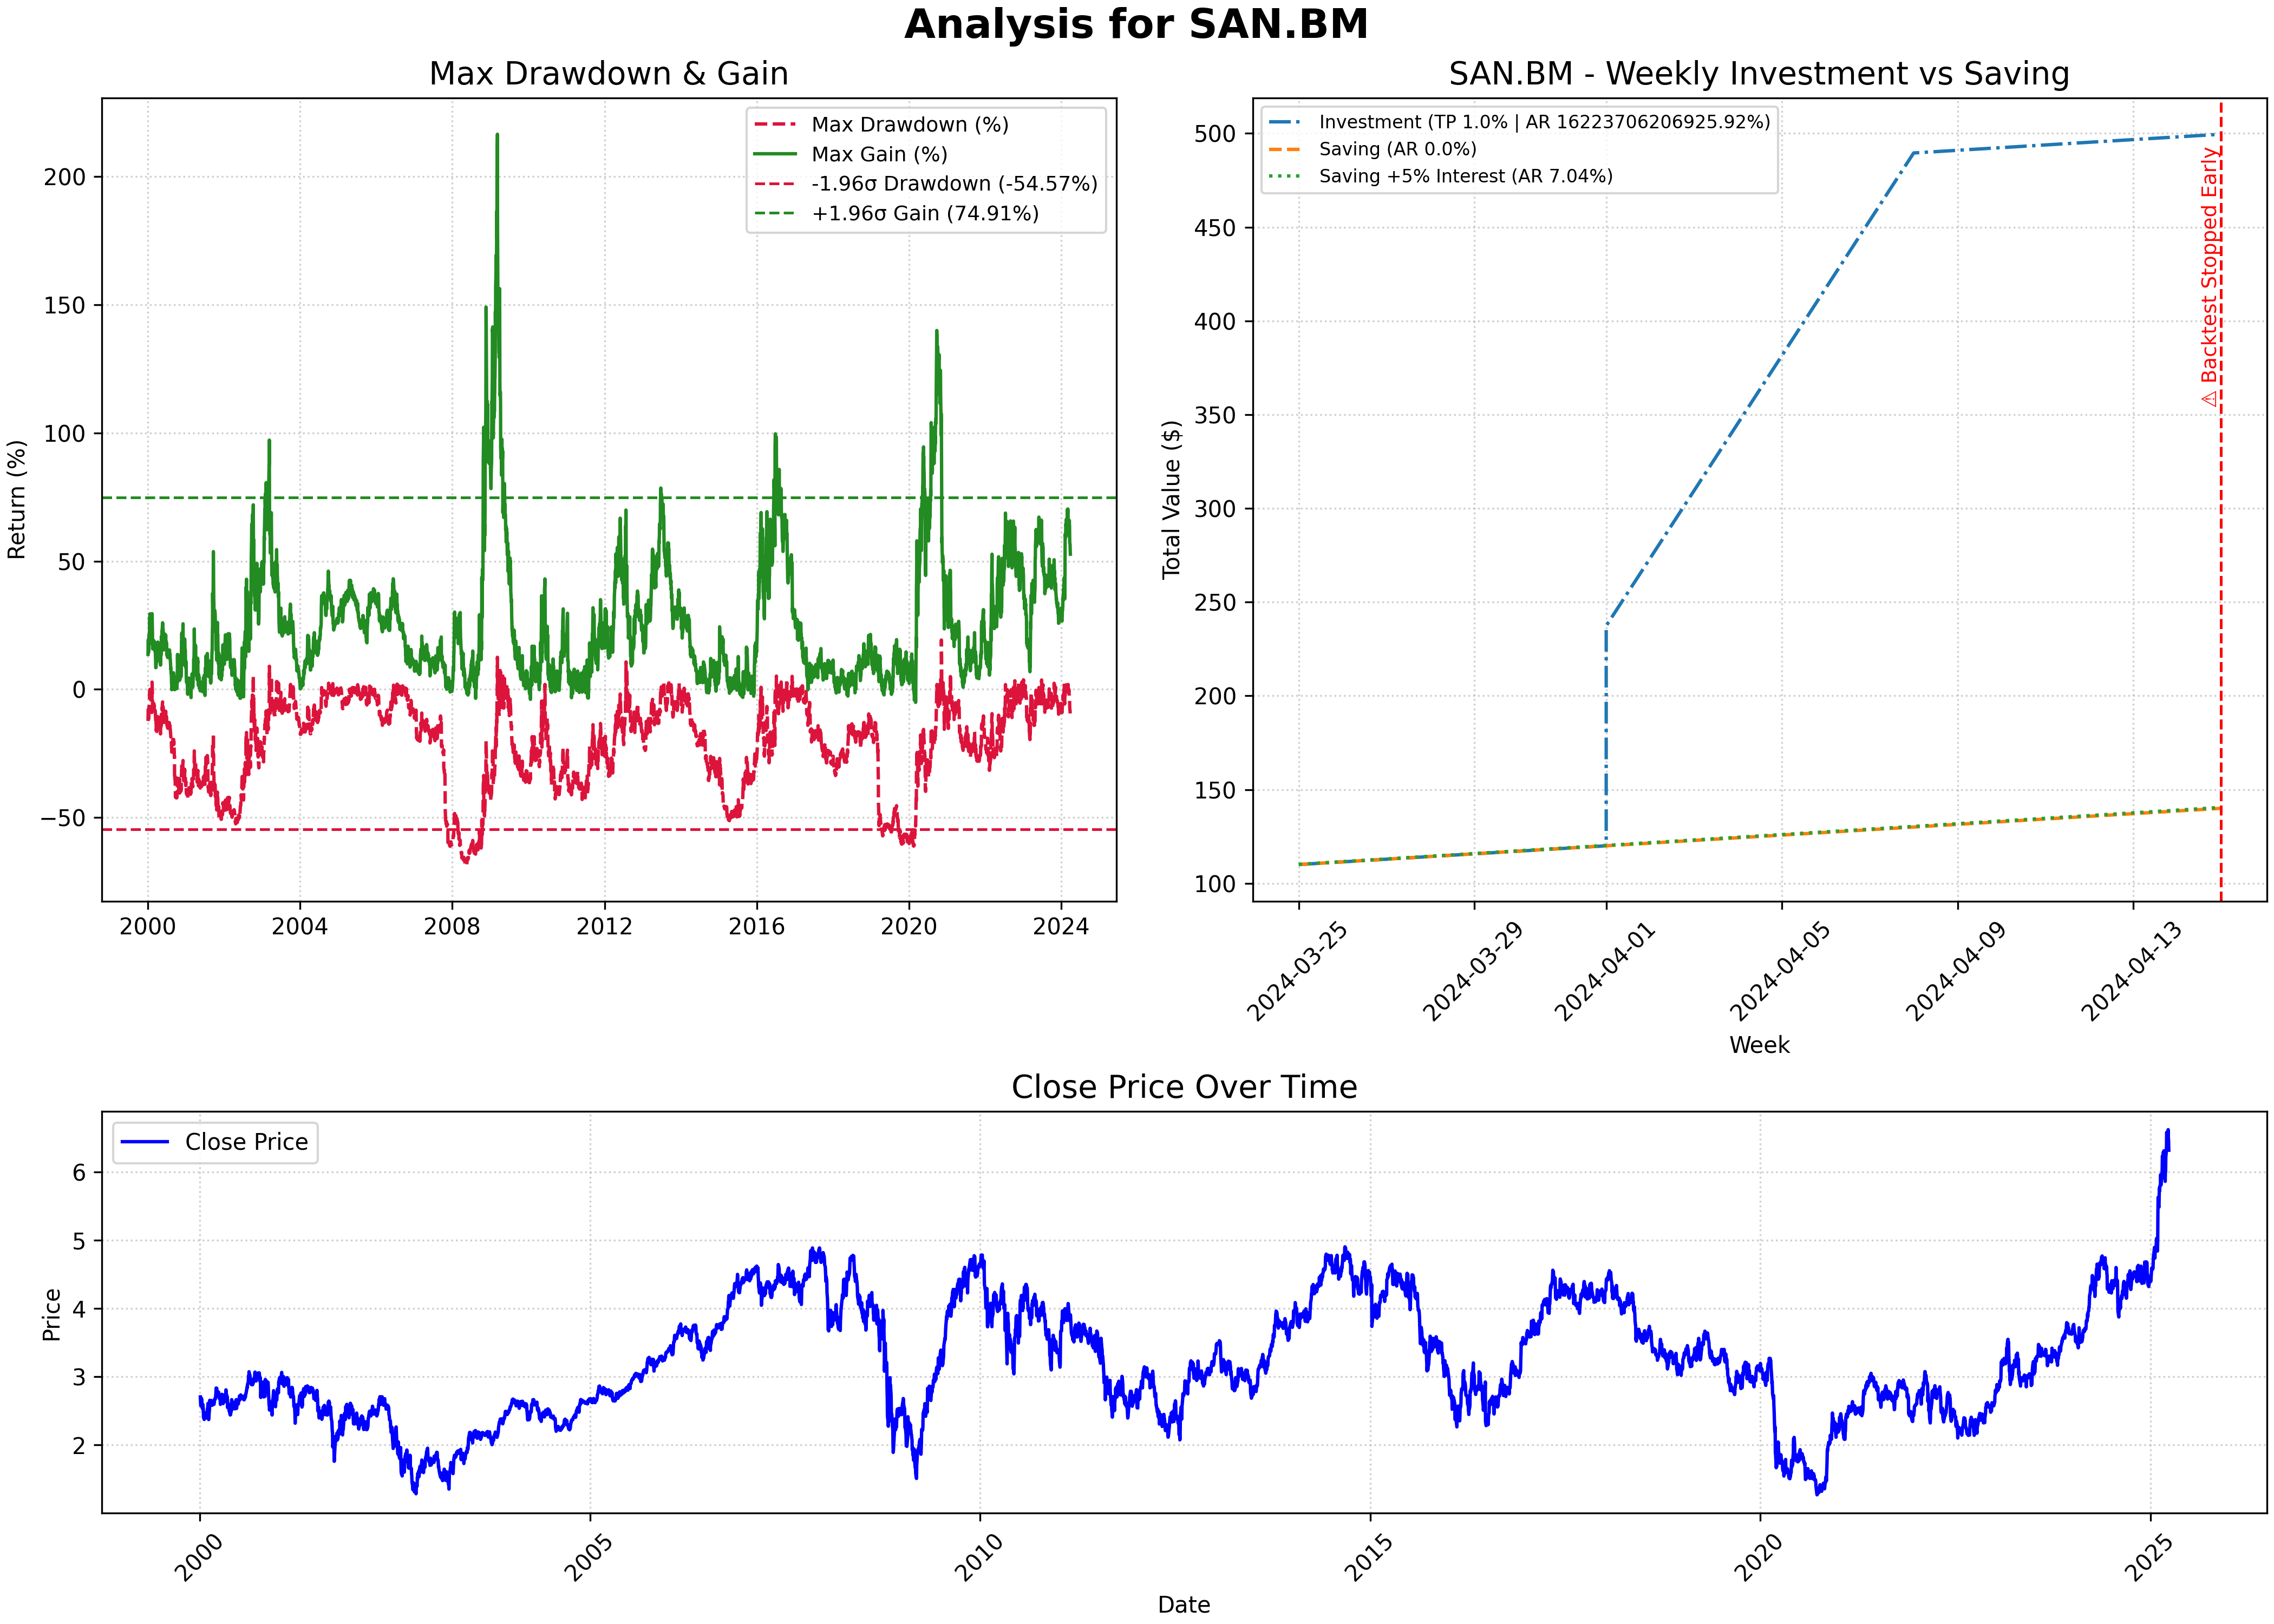 Analysis for SAN.BM
Max Drawdown & Gain
Return (%)
200
150
100
50
0
−50
2000
2004
2008
2012
2016
2020
2024
Max Drawdown (%)
Max Gain (%)
-1.96σ Drawdown (-54.57%)
+1.96σ Gain (74.91%)
SAN.BM - Weekly Investment vs Saving
Total Value ($)
500
450
400
350
300
250
200
150
100
2024-03-25
2024-03-29
2024-04-01
2024-04-05
2024-04-09
2024-04-13
Week
Investment (TP 1.0% | AR 16223706206925.92%)
Saving (AR 0.0%)
Saving +5% Interest (AR 7.04%)
⚠ Backtest Stopped Early
Close Price Over Time
Price
6
5
4
3
2
2000
2005
2010
2015
2020
2025
Date
Close Price